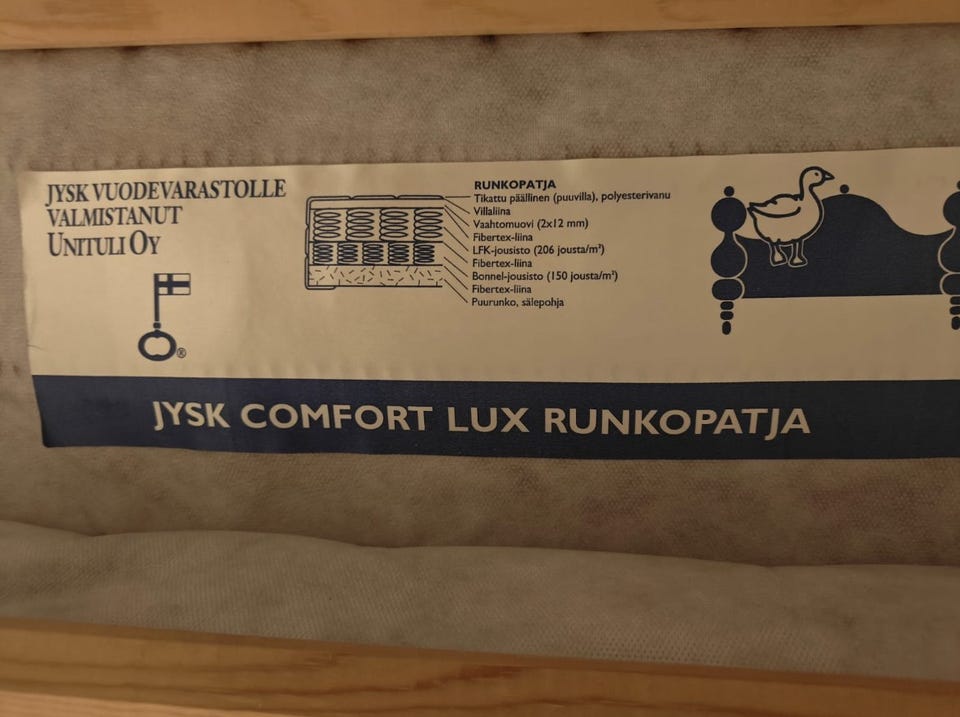 JYSK VUODEVARASTOLLE
VALMISTANUT
UNITULI OY
®
RUNKOPATJA
Tikattu päällinen (puuvilla), polyesterivanu
Villaliina
Vaahtomuovi (2x12 mm)
Fibertex-liina
LFK-jousisto (206 jousta/m²)
Fibertex-liina
Bonnel-jousisto (150 jousta/m²)
Fibertex-liina
Puurunko, sälepohja
JYSK COMFORT LUX RUNKOPATJA